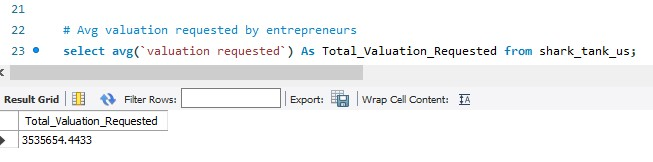 21
22 # Avg valuation requested by entrepreneurs
23 select avg(`valuation requested`) As Total_Valuation_Requested from shark_tank_us;
Result Grid Filter Rows: Export: Wrap Cell Content:
Total_Valuation_Requested
3535654.4433